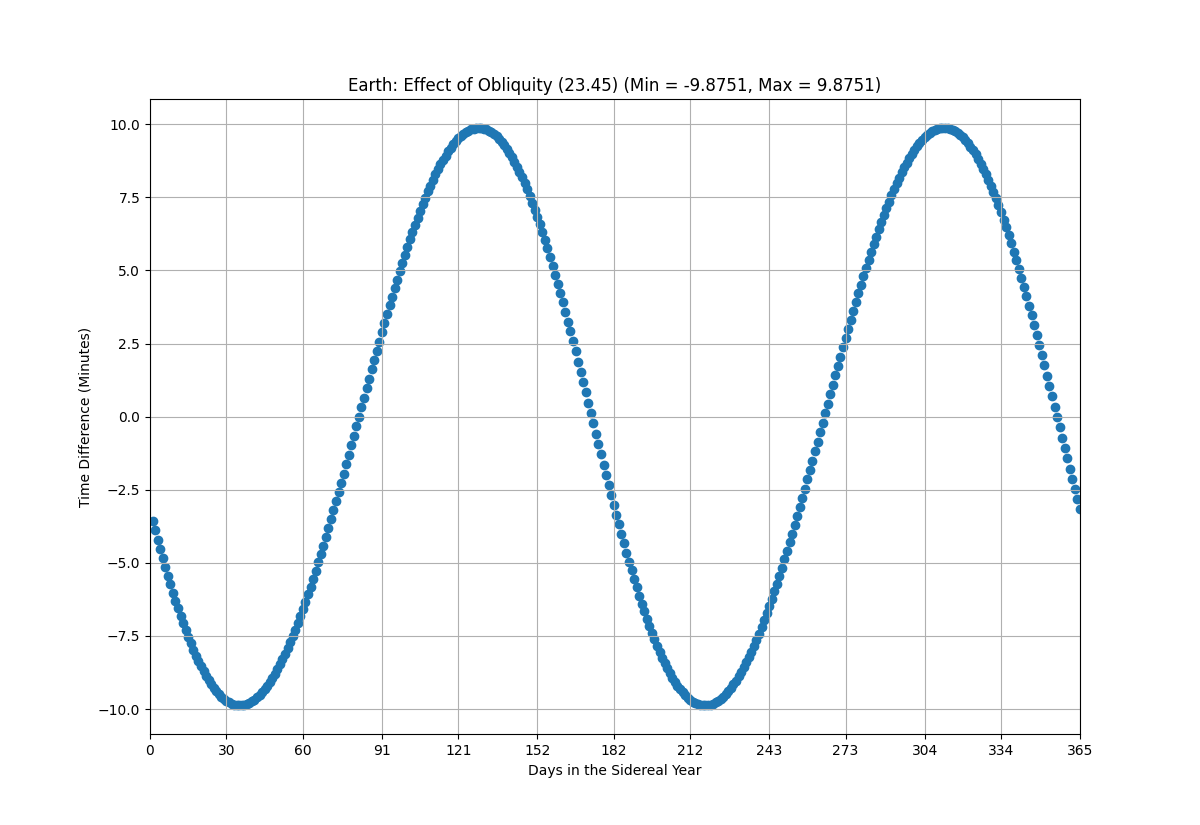 Earth: Effect of Obliquity (23.45) (Min = -9.8751, Max = 9.8751)
10.0
7.5
5.0
2.5
0.0
−2.5
−5.0
−7.5
−10.0
Time Difference (Minutes)
0 30 60 91 121 152 182 212 243 273 304 334 365
Days in the Sidereal Year